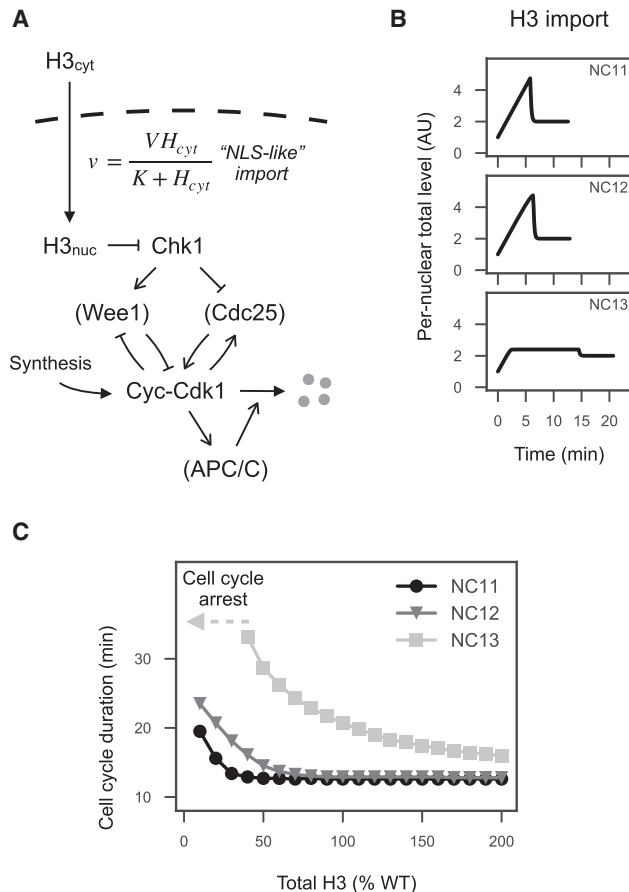 A
H3cyt
v = VHcyt / K + Hcyt
“NLS-like” import
H3nuc
Chk1
(Wee1)
(Cdc25)
Synthesis
Cyc-Cdk1
(APC/C)
B
H3 import
Per-nuclear total level (AU)
NC11
4
2
0
NC12
4
2
0
NC13
4
2
0
0 5 10 15 20
Time (min)
C
Cell cycle duration (min)
Cell cycle
arrest
NC11
NC12
NC13
30
20
10
0 50 100 150 200
Total H3 (% WT)